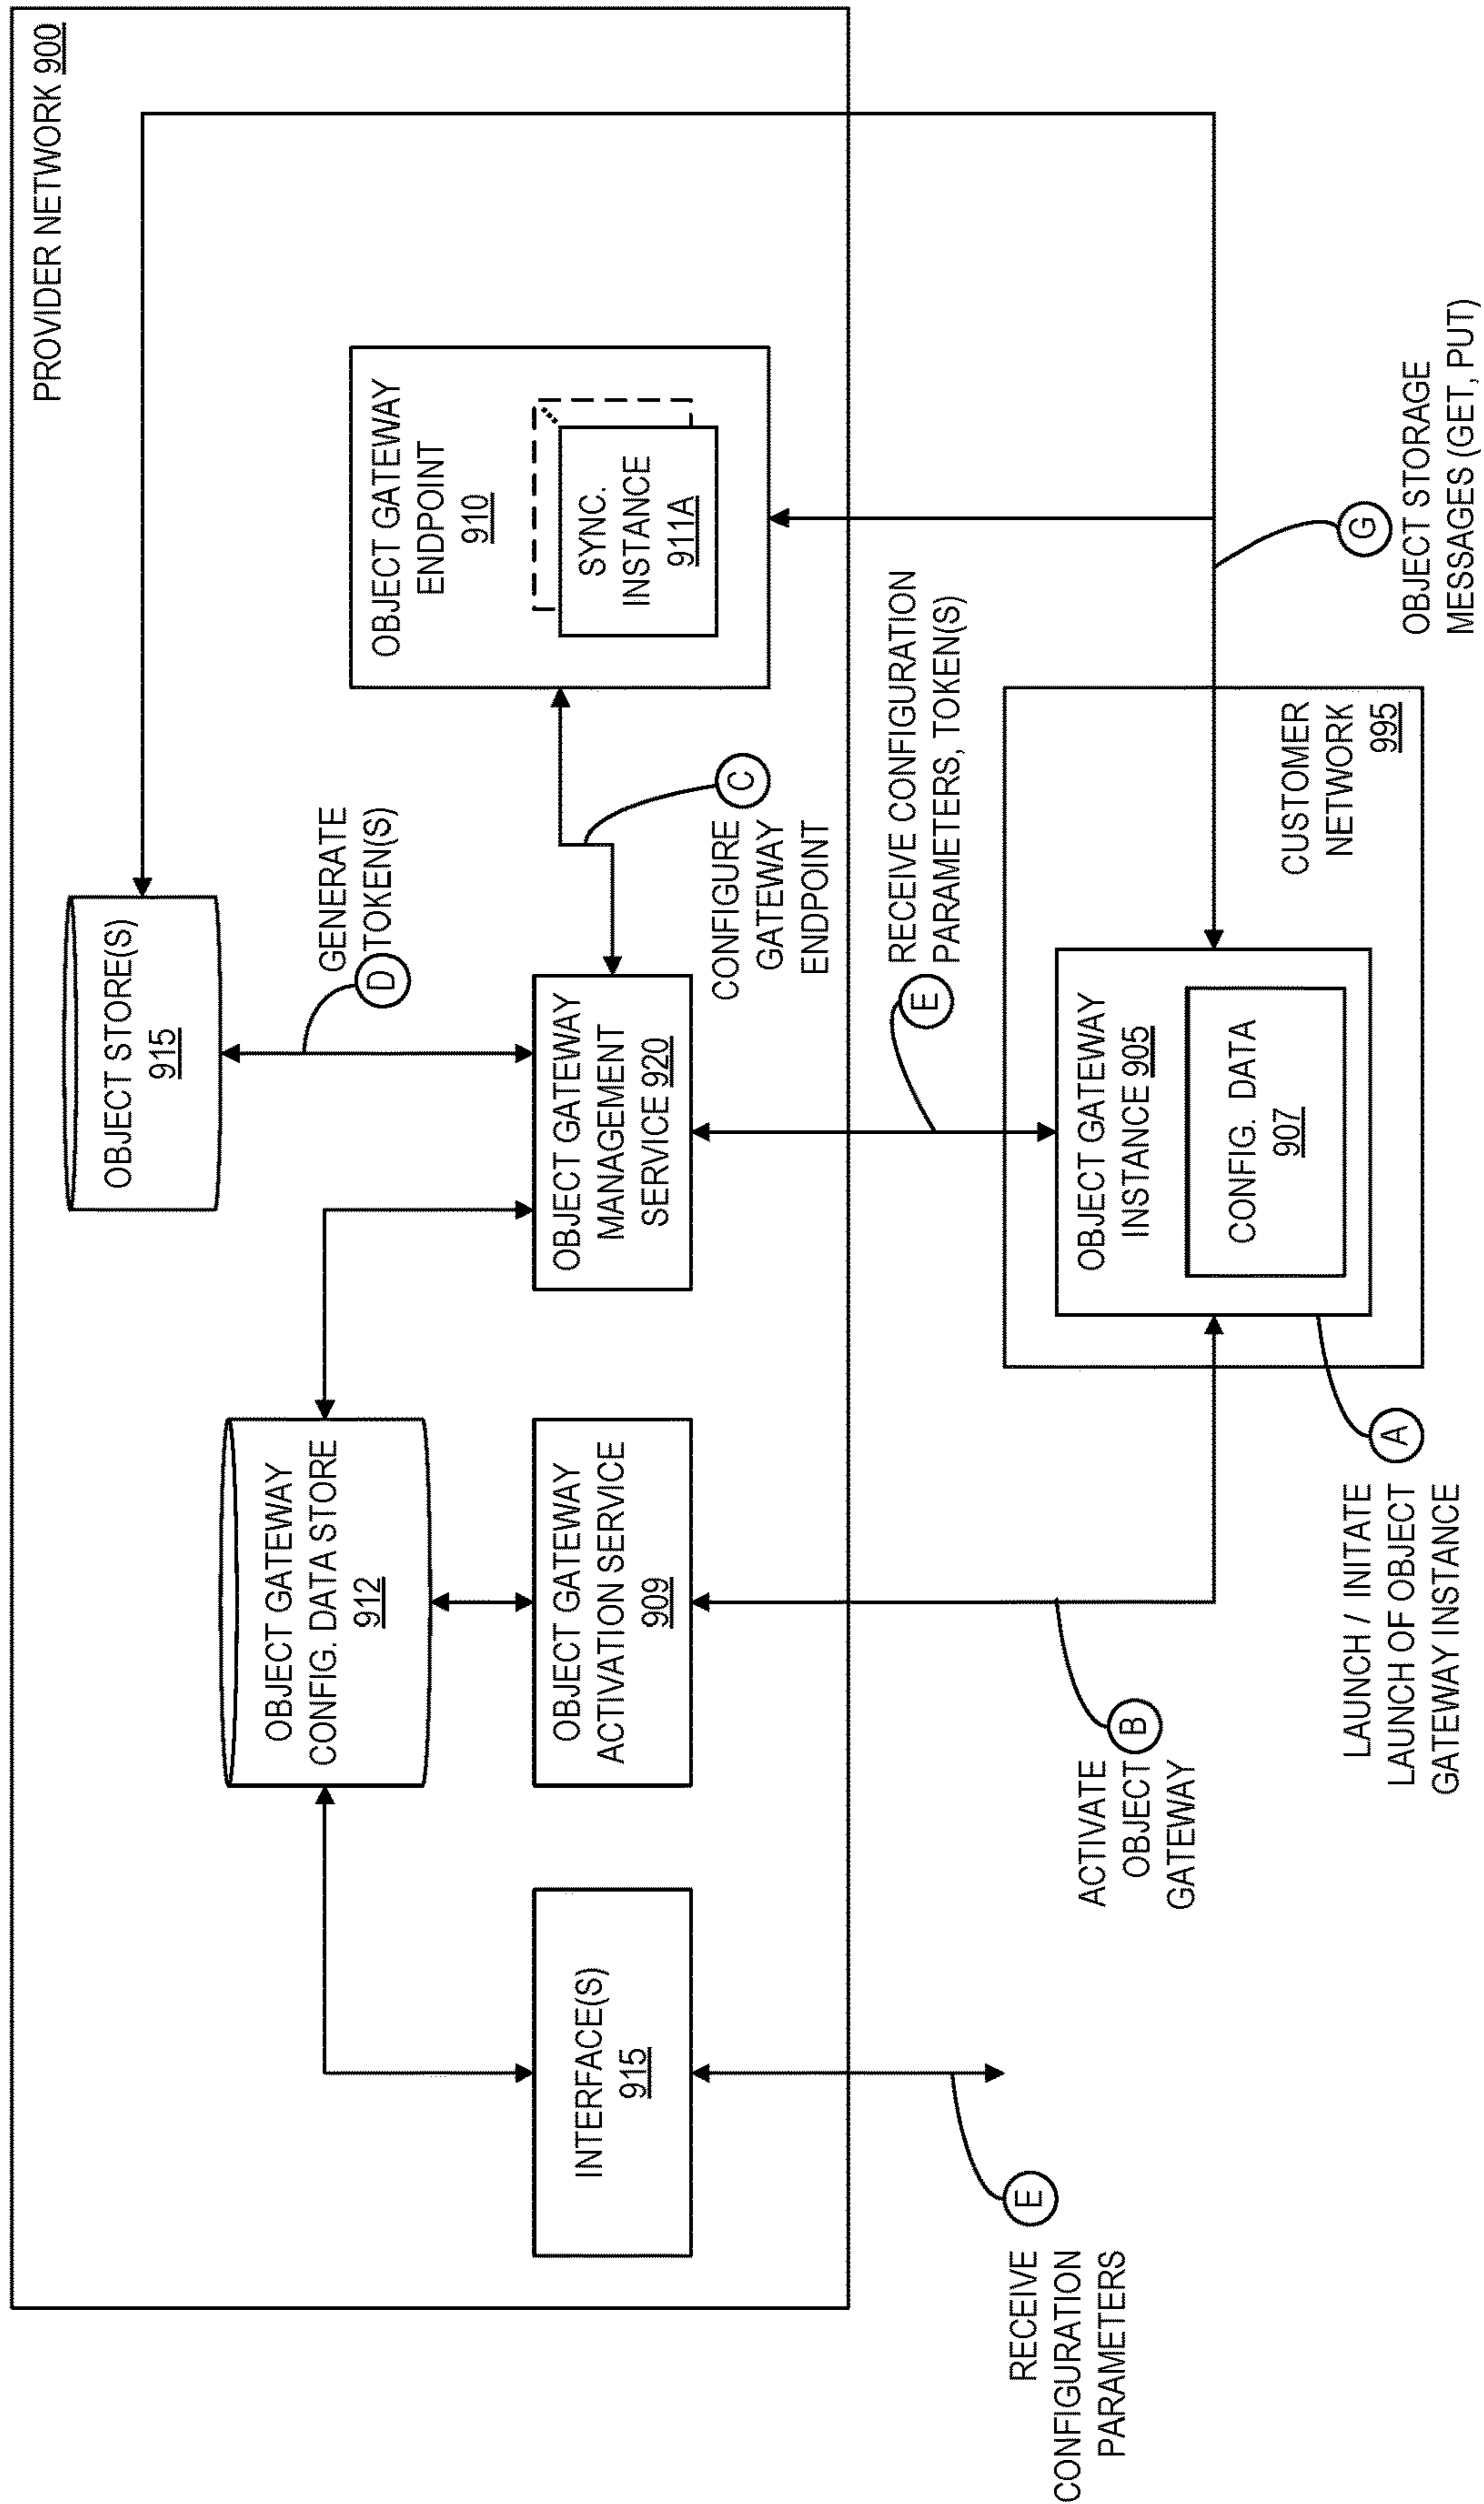 PROVIDER NETWORK 900
OBJECT STORE(S)
915
GENERATE
TOKEN(S)
D
OBJECT GATEWAY
CONFIG. DATA STORE
912
OBJECT GATEWAY
ENDPOINT
910
SYNC.
INSTANCE
911A
INTERFACE(S)
915
OBJECT GATEWAY
ACTIVATION SERVICE
909
OBJECT GATEWAY
MANAGEMENT
SERVICE 920
C
CONFIGURE
GATEWAY
ENDPOINT
E
RECEIVE CONFIGURATION
PARAMETERS, TOKEN(S)
E
RECEIVE
CONFIGURATION
PARAMETERS
B
ACTIVATE
OBJECT
GATEWAY
OBJECT GATEWAY
INSTANCE 905
CONFIG. DATA
907
CUSTOMER
NETWORK
995
A
LAUNCH / INITATE
LAUNCH OF OBJECT
GATEWAY INSTANCE
G
OBJECT STORAGE
MESSAGES (GET, PUT)